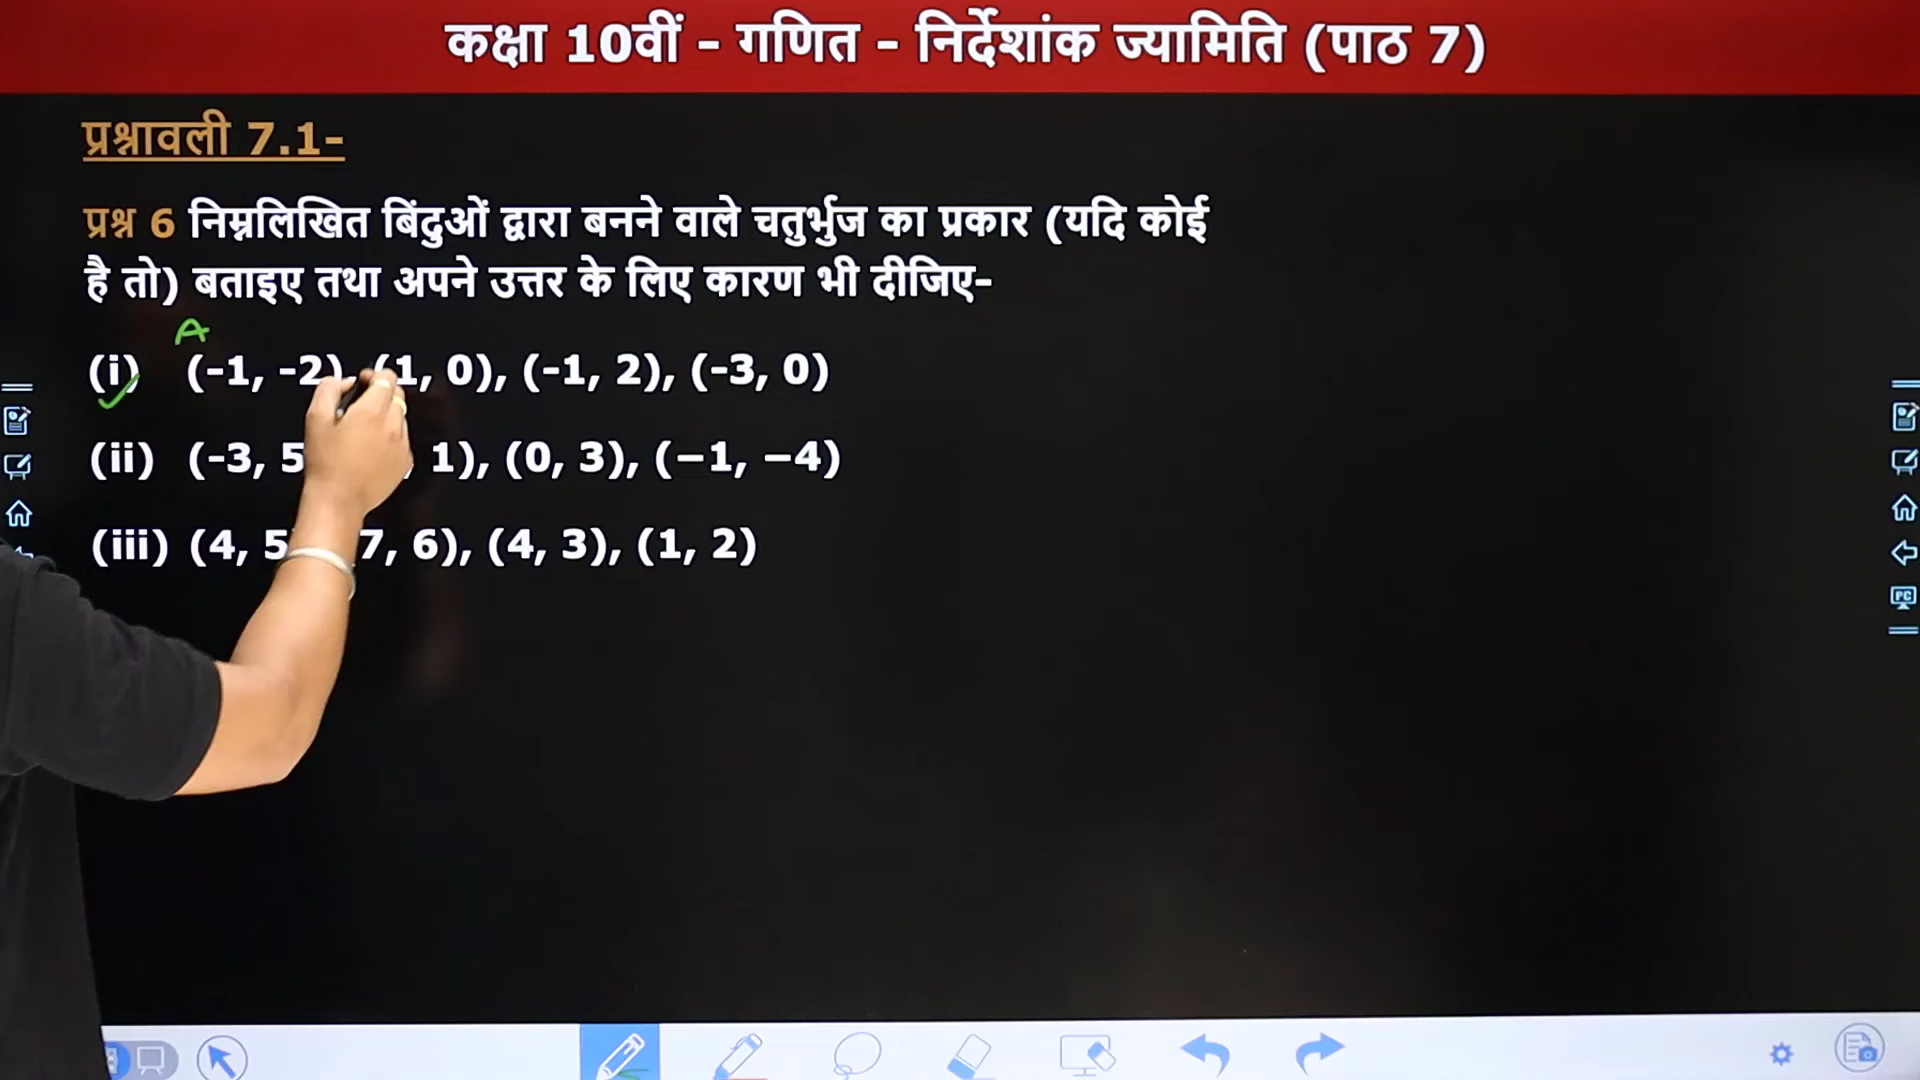 कक्षा 10वीं - गणित - निर्देशांक ज्यामिति (पाठ 7)
प्रश्नावली 7.1-
प्रश्न 6 निम्नलिखित बिंदुओं द्वारा बनने वाले चतुर्भुज का प्रकार (यदि कोई
है तो) बताइए तथा अपने उत्तर के लिए कारण भी दीजिए-
A
(i) (-1, -2), (1, 0), (-1, 2), (-3, 0)
(ii) (-3, 5 1), (0, 3), (−1, −4)
(iii) (4, 5 7, 6), (4, 3), (1, 2)
PC